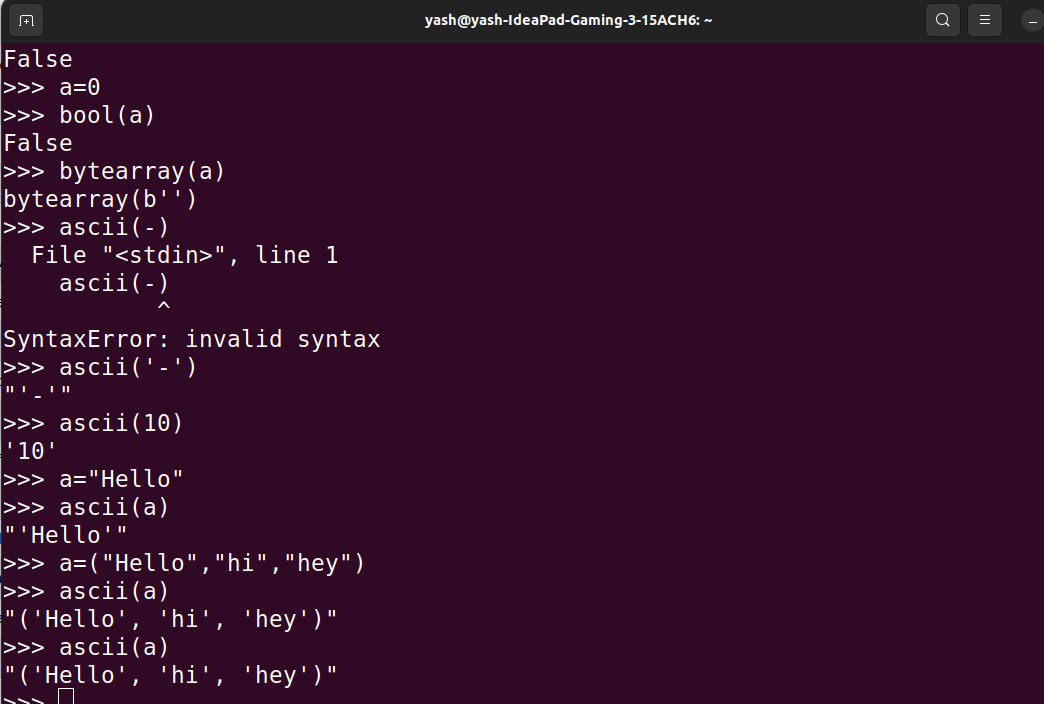 yash@yash-IdeaPad-Gaming-3-15ACH6: ~
False
>>> a=0
>>> bool(a)
False
>>> bytearray(a)
bytearray(b'')
>>> ascii(-)
  File "<stdin>", line 1
    ascii(-)
           ^
SyntaxError: invalid syntax
>>> ascii('-')
"'-'"
>>> ascii(10)
'10'
>>> a="Hello"
>>> ascii(a)
"'Hello'"
>>> a=("Hello","hi","hey")
>>> ascii(a)
"('Hello', 'hi', 'hey')"
>>> ascii(a)
"('Hello', 'hi', 'hey')"
>>>